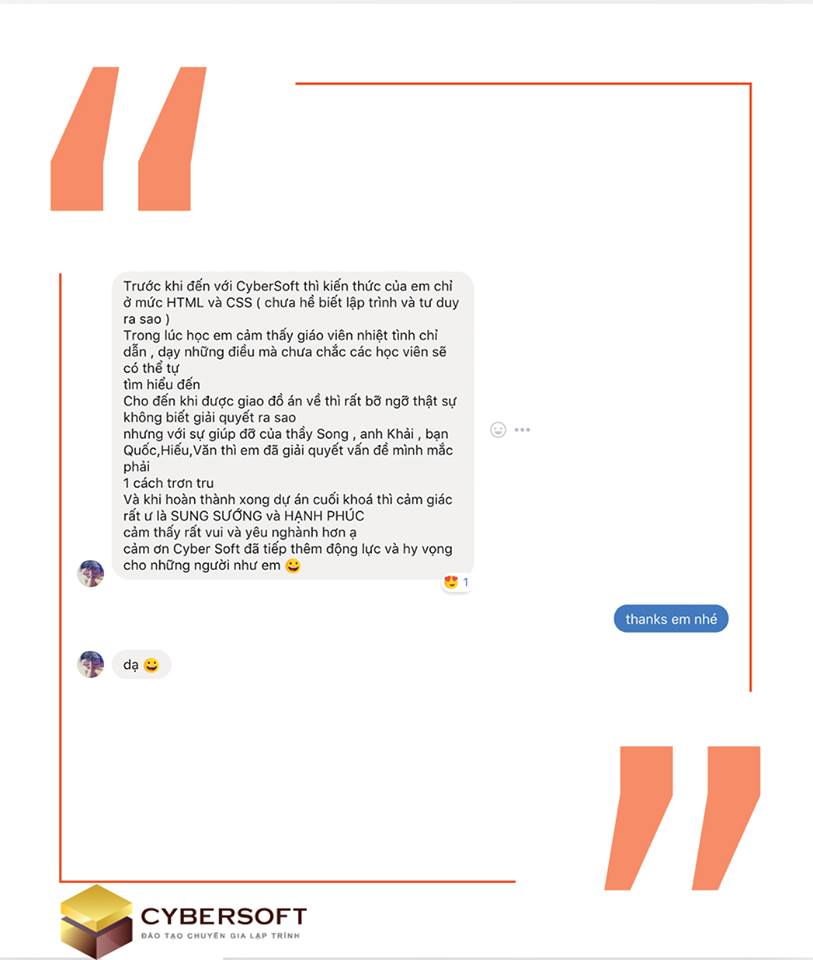 Trước khi đến với CyberSoft thì kiến thức của em chỉ
ở mức HTML và CSS ( chưa hề biết lập trình và tư duy
ra sao )
Trong lúc học em cảm thấy giáo viên nhiệt tình chỉ
dẫn , dạy những điều mà chưa chắc các học viên sẽ
có thể tự
tìm hiểu đến
Cho đến khi được giao đồ án về thì rất bỡ ngỡ thật sự
không biết giải quyết ra sao
nhưng với sự giúp đỡ của thầy Song , anh Khải , bạn
Quốc,Hiếu,Văn thì em đã giải quyết vấn đề mình mắc
phải
1 cách trơn tru
Và khi hoàn thành xong dự án cuối khoá thì cảm giác
rất ư là SUNG SƯỚNG và HẠNH PHÚC
cảm thấy rất vui và yêu nghành hơn ạ
cảm ơn Cyber Soft đã tiếp thêm động lực và hy vọng
cho những người như em 😀
😍 1
thanks em nhé
dạ 😀
CYBERSOFT
ĐÀO TẠO CHUYÊN GIA LẬP TRÌNH